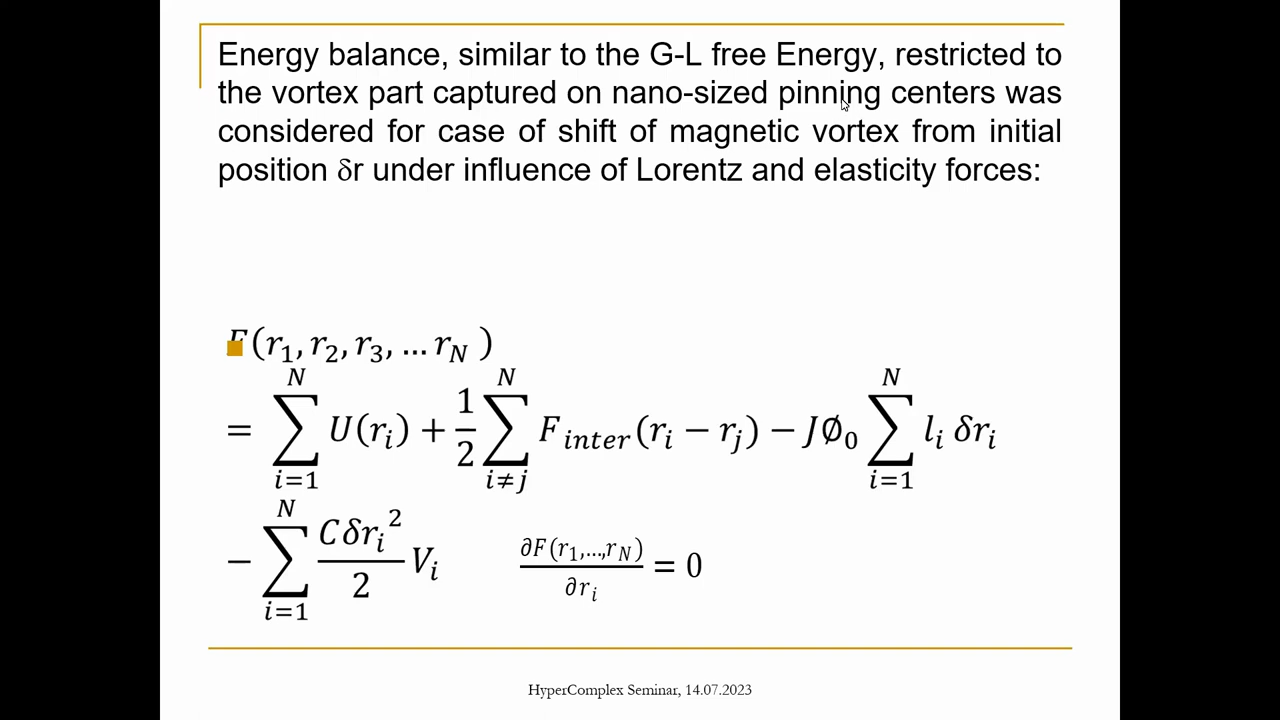 Energy balance, similar to the G-L free Energy, restricted to
the vortex part captured on nano-sized pinning centers was
considered for case of shift of magnetic vortex from initial
position δr under influence of Lorentz and elasticity forces:
F(r₁, r₂, r₃, … r_N )
= ∑_{i=1}^{N} U(r_i) + 1/2 ∑_{i≠j}^{N} F_{inter}(r_i − r_j) − J∅₀ ∑_{i=1}^{N} l_i δr_i
− ∑_{i=1}^{N} Cδr_i²/2 V_i ∂F(r₁,…,r_N)/∂r_i = 0
HyperComplex Seminar, 14.07.2023